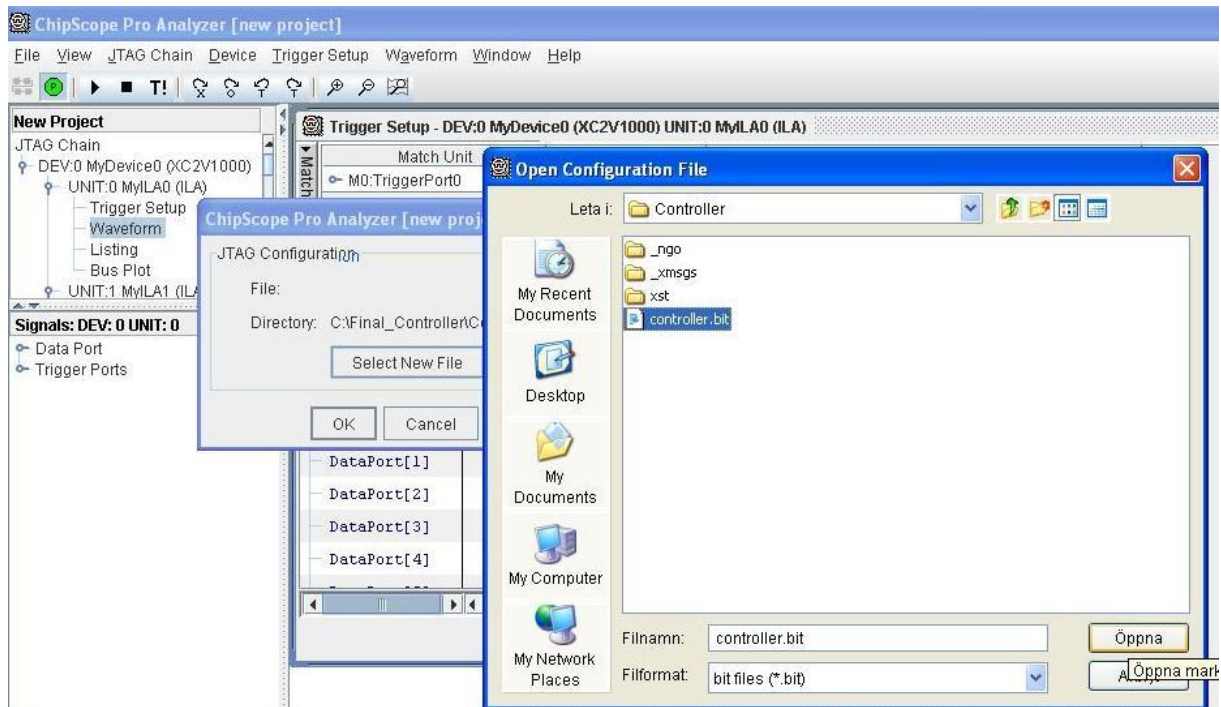 ChipScope Pro Analyzer [new project]
File View JTAG Chain Device Trigger Setup Waveform Window Help
T!
New Project
JTAG Chain
DEV:0 MyDevice0 (XC2V1000)
UNIT:0 MyILA0 (ILA)
Trigger Setup
Waveform
Listing
Bus Plot
UNIT:1 MyILA1
Signals: DEV: 0 UNIT: 0
Data Port
Trigger Ports
Trigger Setup - DEV:0 MyDevice0 (XC2V1000) UNIT:0 MyILA0 (ILA)
Match
Match Unit
M0:TriggerPort0
ChipScope Pro Analyzer [new
JTAG Configuration
File:
Directory: C:\Final_Controller\
Select New File
OK Cancel
DataPort[1]
DataPort[2]
DataPort[3]
DataPort[4]
Open Configuration File
Leta i: Controller
My Recent
Documents
Desktop
My
Documents
My Computer
My Network
Places
_ngo
_xmsgs
xst
controller.bit
Filnamn: controller.bit Öppna
Filformat: bit files (*.bit)
Öppna mark